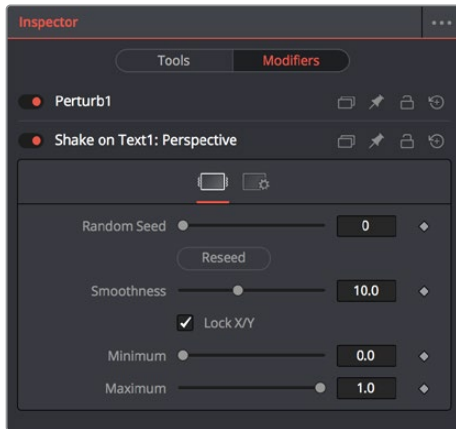 Inspector
Tools Modifiers
Perturb1
Shake on Text1: Perspective
Random Seed 0
Reseed
Smoothness 10.0
Lock X/Y
Minimum 0.0
Maximum 1.0